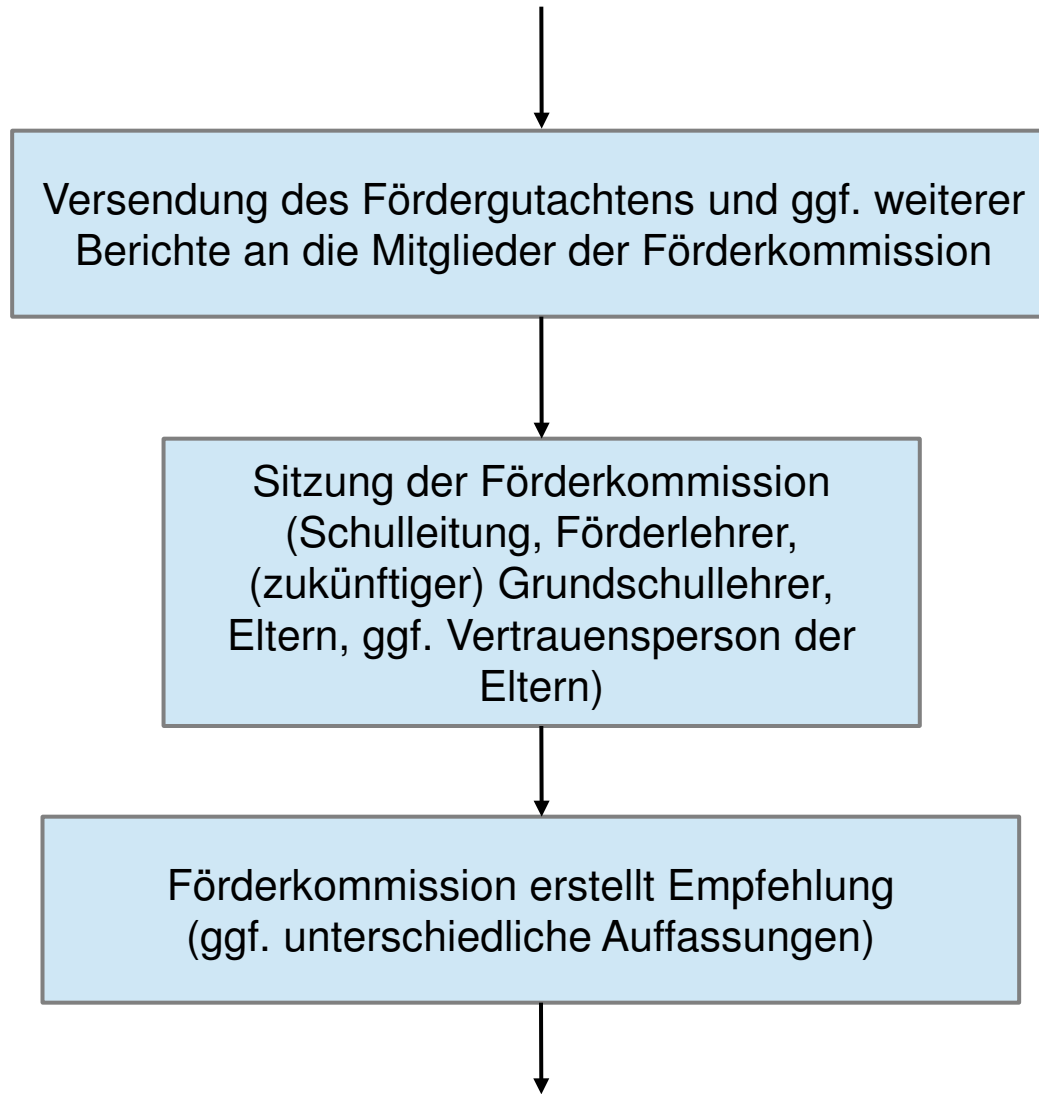 Versendung des Fördergutachtens und ggf. weiterer
Berichte an die Mitglieder der Förderkommission
Sitzung der Förderkommission
(Schulleitung, Förderlehrer,
(zukünftiger) Grundschullehrer,
Eltern, ggf. Vertrauensperson der
Eltern)
Förderkommission erstellt Empfehlung
(ggf. unterschiedliche Auffassungen)